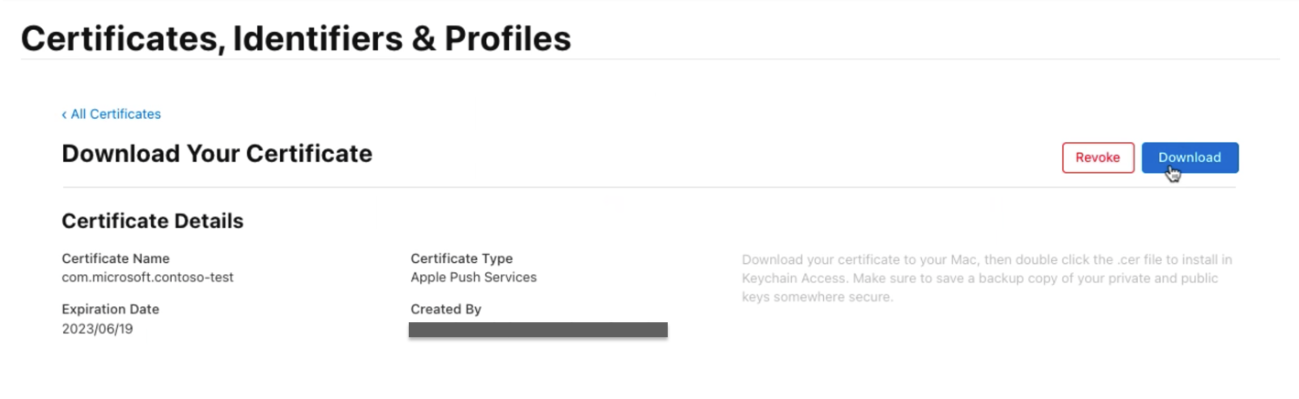 Certificates, Identifiers & Profiles
‹ All Certificates
Download Your Certificate
Revoke
Download
Certificate Details
Certificate Name
com.microsoft.contoso-test
Certificate Type
Apple Push Services
Download your certificate to your Mac, then double click the .cer file to install in
Keychain Access. Make sure to save a backup copy of your private and public
keys somewhere secure.
Expiration Date
2023/06/19
Created By